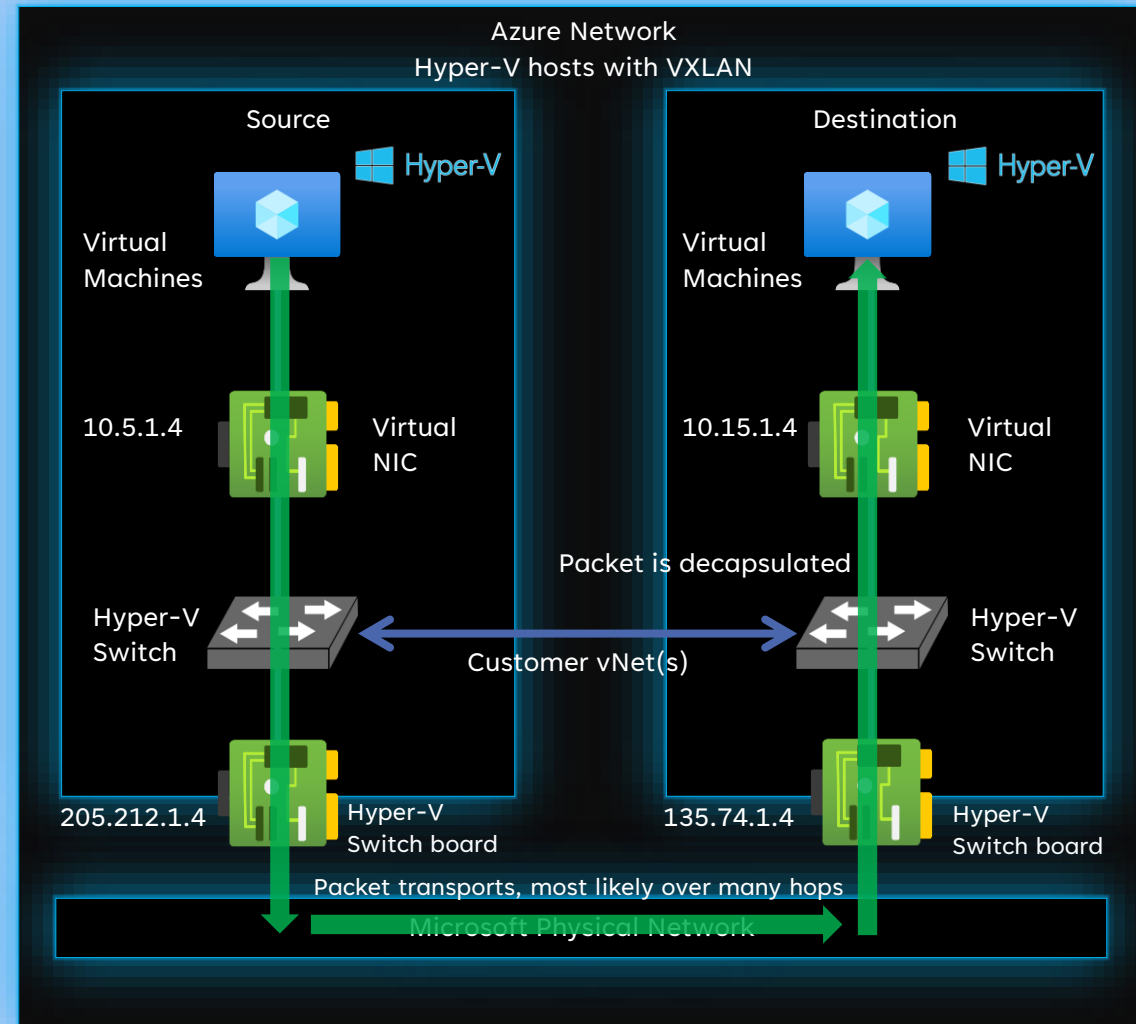 Azure Network
Hyper-V hosts with VXLAN
Source
Hyper-V
Virtual
Machines
10.5.1.4
Virtual
NIC
Hyper-V
Switch
205.212.1.4
Hyper-V
Switch board
Destination
Hyper-V
Virtual
Machines
10.15.1.4
Virtual
NIC
Packet is decapsulated
Customer vNet(s)
Hyper-V
Switch
135.74.1.4
Hyper-V
Switch board
Packet transports, most likely over many hops
Microsoft Physical Network